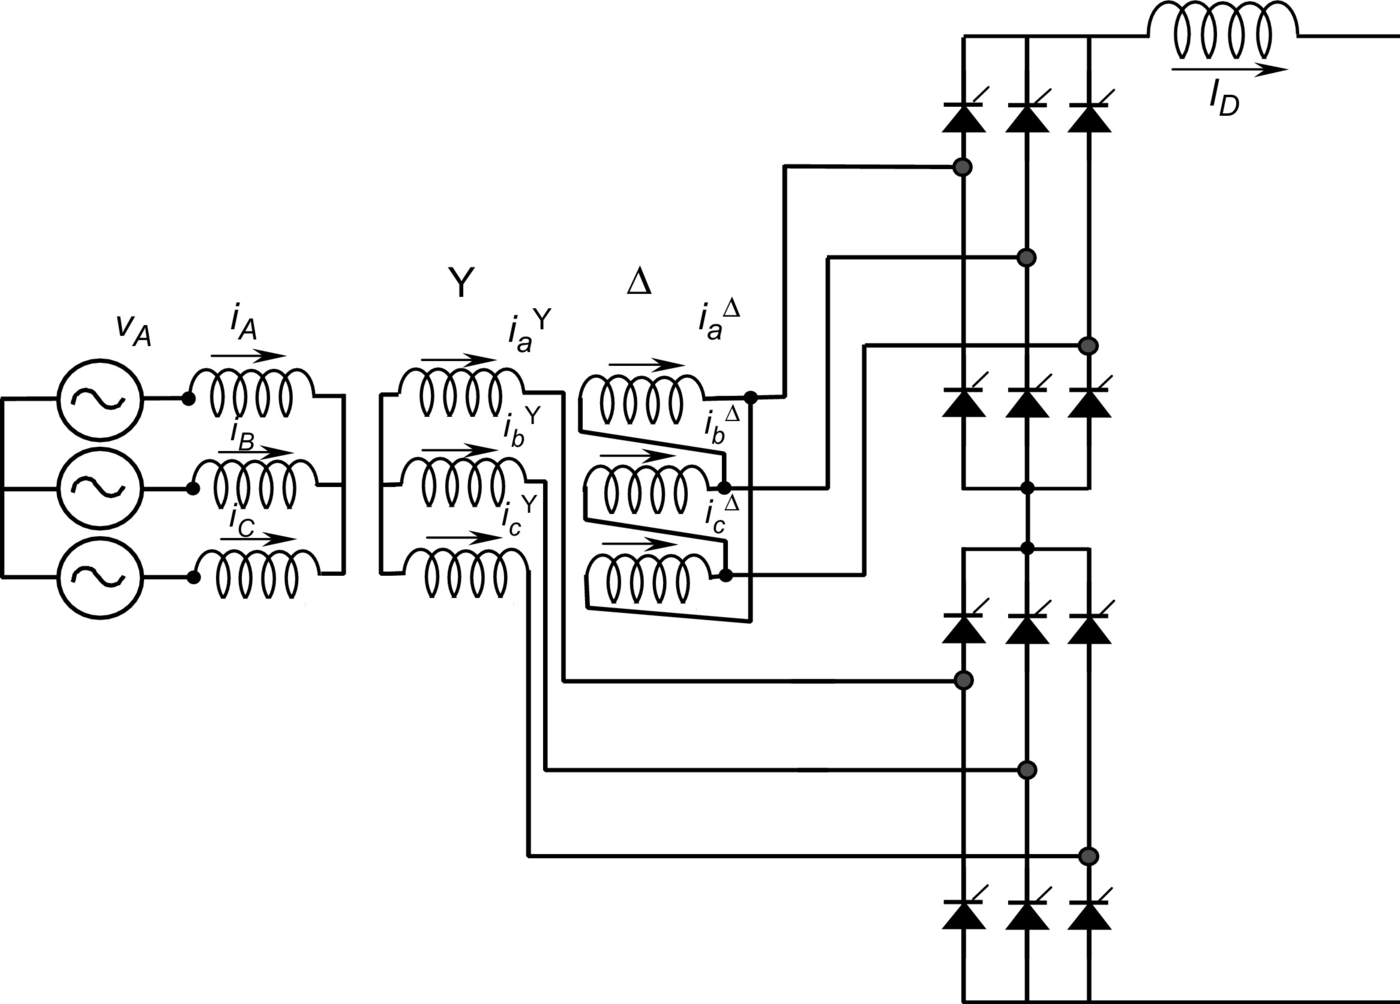 I_D
Y Δ
v_A i_A i_a^Y i_a^Δ
i_B i_b^Y i_b^Δ
i_C i_c^Y i_c^Δ